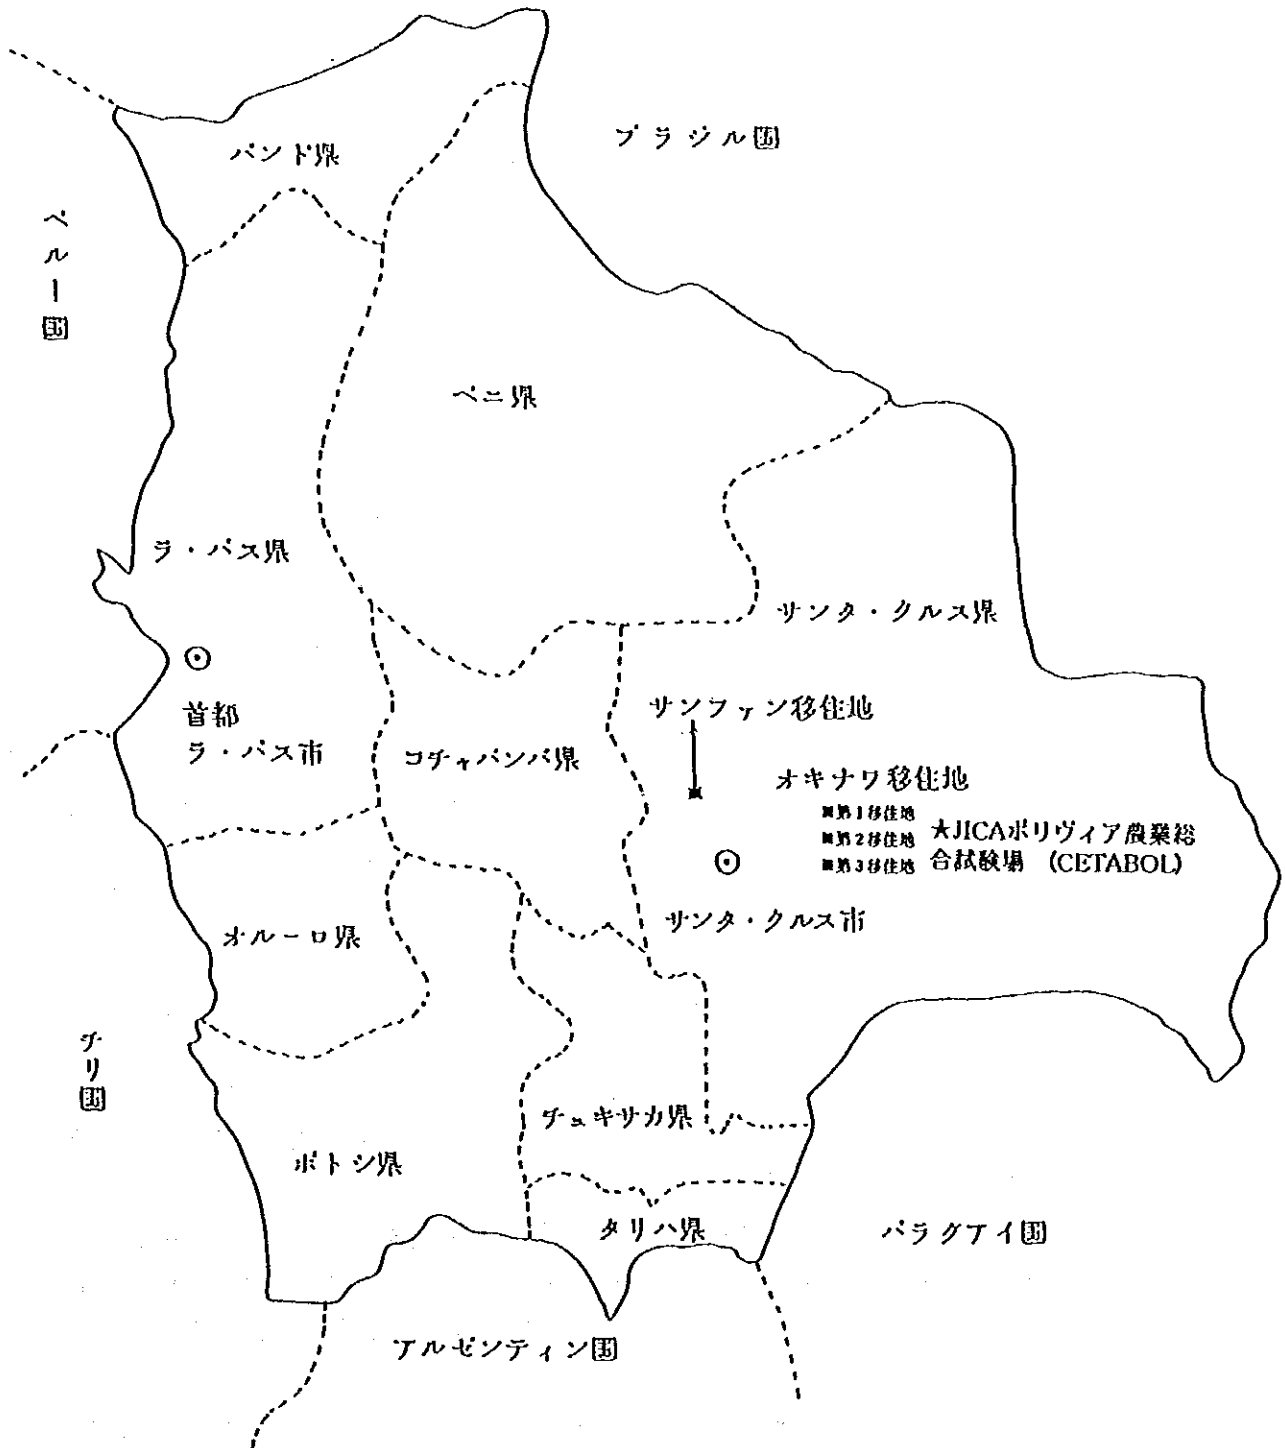 ブラジル国
パンド県
ペルー国
ベニ県
ラ・パス県
サンタ・クルス県
首都
ラ・パス市
サンファン移住地
コチャバンバ県
オキナワ移住地
■第1移住地
■第2移住地
■第3移住地
★JICAボリヴィア農業総
合試験場 (CETABOL)
サンタ・クルス市
オルーロ県
チリ国
チュキサカ県
ポトシ県
タリハ県
パラグアイ国
アルゼンティン国